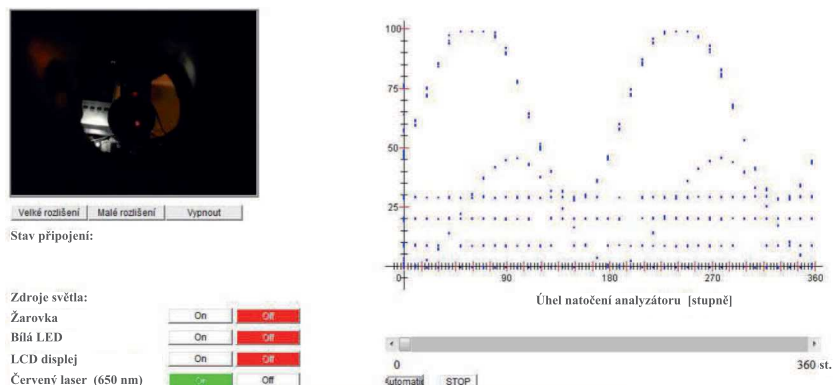 Velké rozlišení Malé rozlišení Vypnout
Stav připojení:
Zdroje světla:
Žárovka On Off
Bílá LED On Off
LCD displej On Off
Červený laser (650 nm) On Off
100
75
50
25
0 90 180 270 360
Úhel natočení analyzátoru [stupně]
0 360 st.
STOP